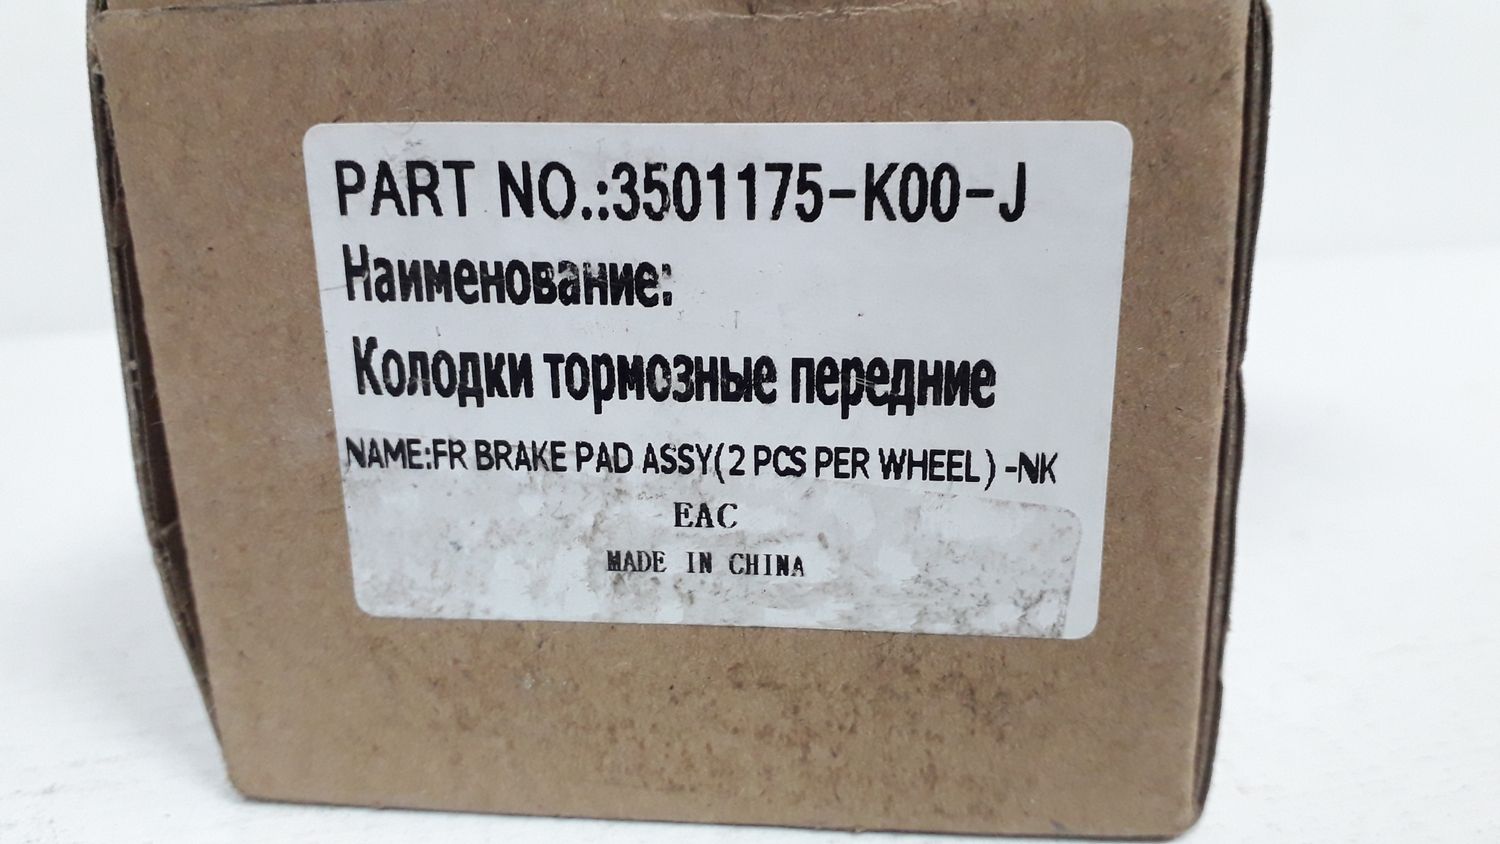 PART NO.:3501175-K00-J
Наименование:
Колодки тормозные передние
NAME:FR BRAKE PAD ASSY(2 PCS PER WHEEL) -NK
EAC
MADE IN CHINA